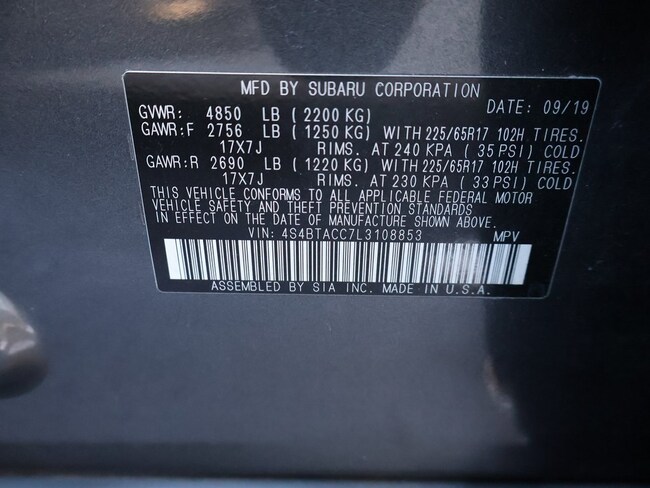 MFD BY SUBARU CORPORATION
DATE: 09/19
GVWR: 4850 LB ( 2200 KG)
GAWR:F 2756 LB ( 1250 KG) WITH 225/65R17 102H TIRES.
17X7J RIMS. AT 240 KPA ( 35 PSI) COLD
GAWR:R 2690 LB ( 1220 KG) WITH 225/65R17 102H TIRES.
17X7J RIMS. AT 230 KPA ( 33 PSI) COLD
THIS VEHICLE CONFORMS TO ALL APPLICABLE FEDERAL MOTOR
VEHICLE SAFETY AND THEFT PREVENTION STANDARDS
IN EFFECT ON THE DATE OF MANUFACTURE SHOWN ABOVE.
VIN: 4S4BTACC7L3108853 MPV
ASSEMBLED BY SIA INC. MADE IN U.S.A.